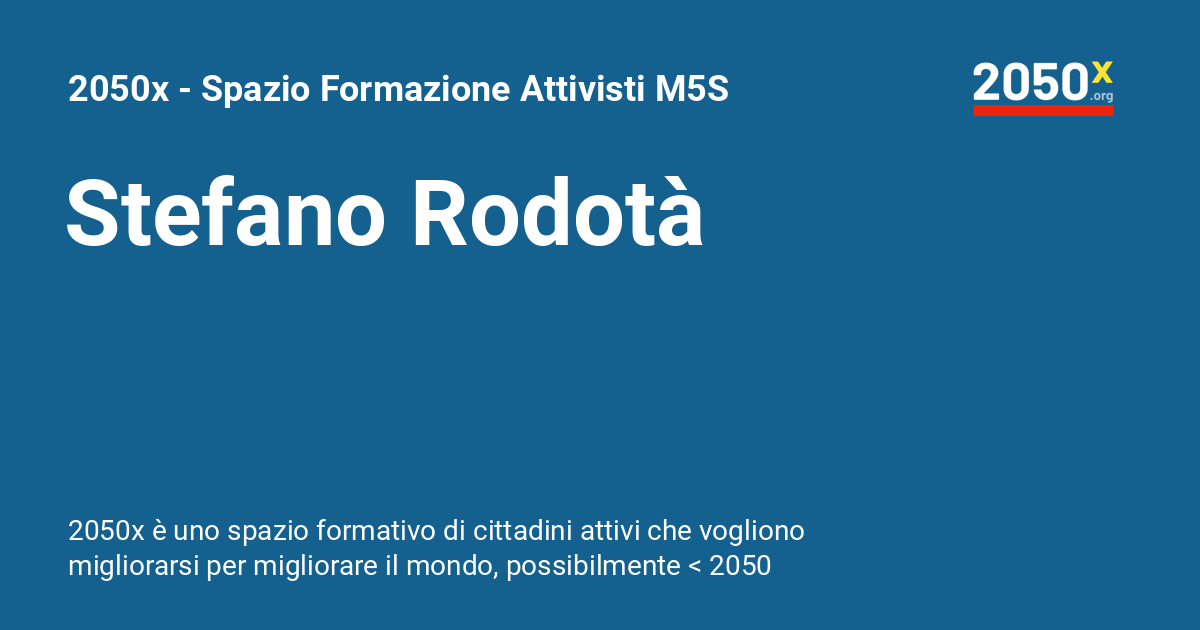 2050x - Spazio Formazione Attivisti M5S
2050x
.org
Stefano Rodotà
2050x è uno spazio formativo di cittadini attivi che vogliono
migliorarsi per migliorare il mondo, possibilmente < 2050